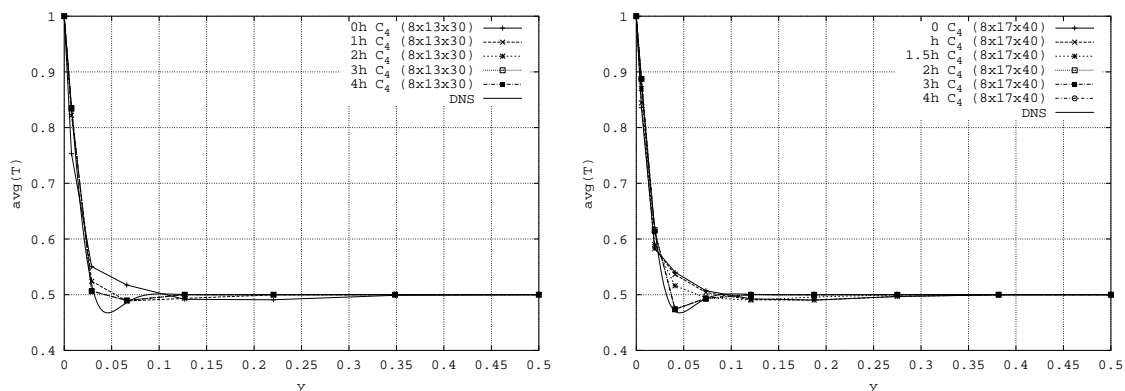 1
0.9
0.8
0.7
0.6
0.5
0.4
avg(T)
0 0.05 0.1 0.15 0.2 0.25 0.3 0.35 0.4 0.45 0.5
y
0h C4 (8x13x30)
1h C4 (8x13x30)
2h C4 (8x13x30)
3h C4 (8x13x30)
4h C4 (8x13x30)
DNS
1
0.9
0.8
0.7
0.6
0.5
0.4
avg(T)
0 0.05 0.1 0.15 0.2 0.25 0.3 0.35 0.4 0.45 0.5
y
0 C4 (8x17x40)
h C4 (8x17x40)
1.5h C4 (8x17x40)
2h C4 (8x17x40)
3h C4 (8x17x40)
4h C4 (8x17x40)
DNS